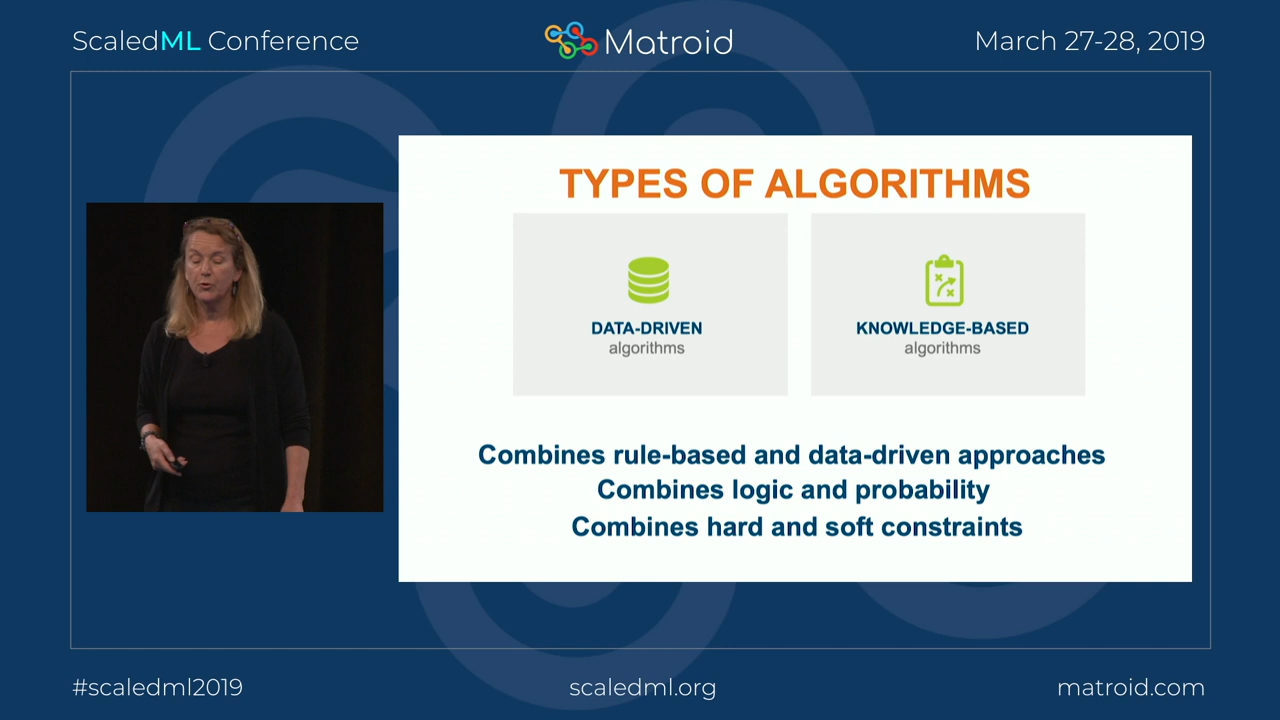 ScaledML Conference
Matroid
March 27-28, 2019
TYPES OF ALGORITHMS
DATA-DRIVEN
algorithms
KNOWLEDGE-BASED
algorithms
Combines rule-based and data-driven approaches
Combines logic and probability
Combines hard and soft constraints
#scaledml2019
scaledml.org
matroid.com